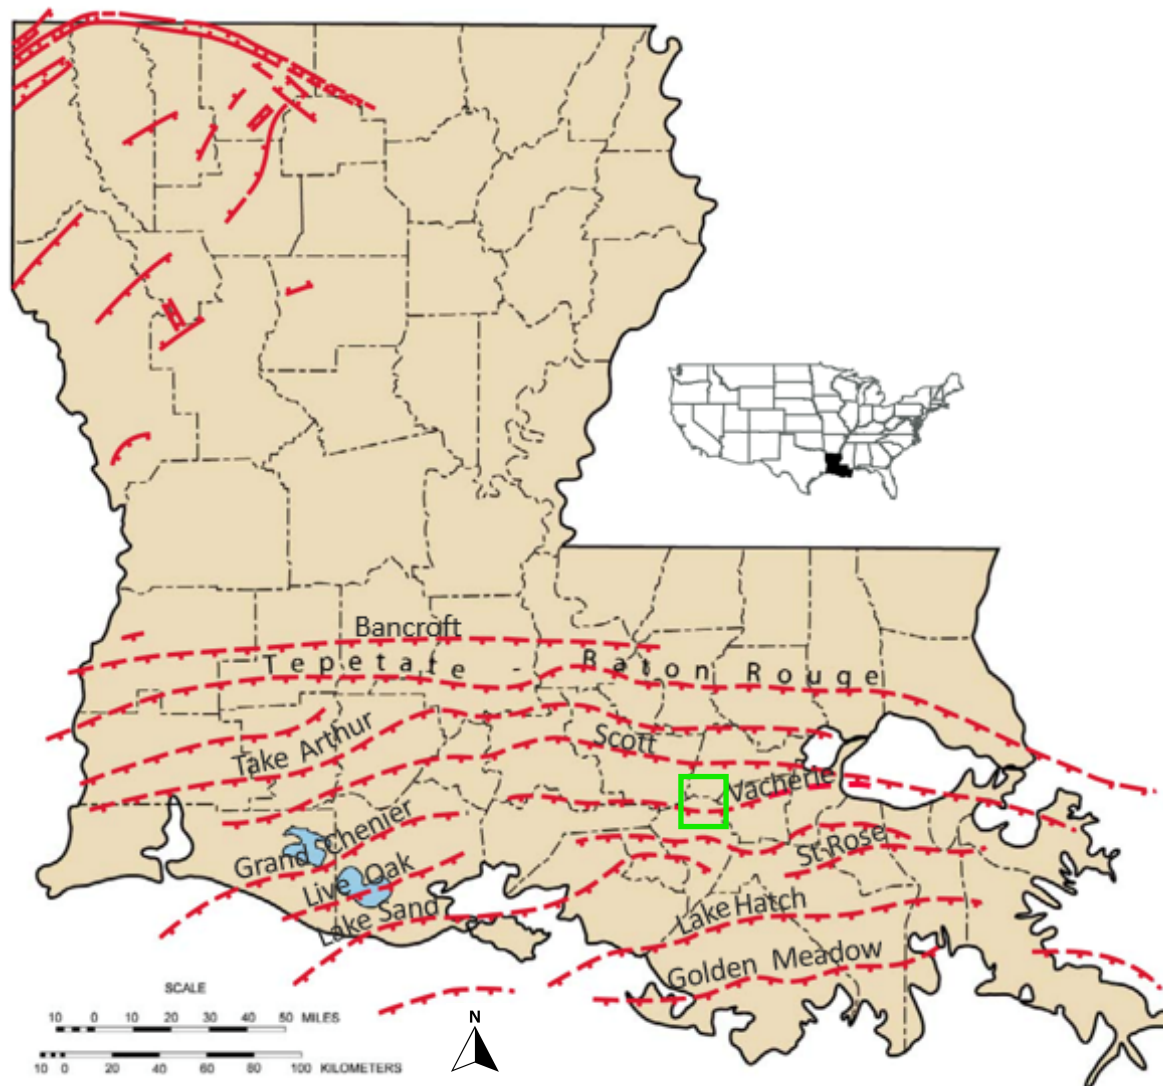 Bancroft
Tepetate - Baton Rouge
Scott
Take Arthur
Vacherie
Grand Chenier
St Rose
Live Oak
Lake Sand
Lake Hatch
Golden Meadow
SCALE
10 0 10 20 30 40 50 MILES
10 0 20 40 60 80 100 KILOMETERS
N